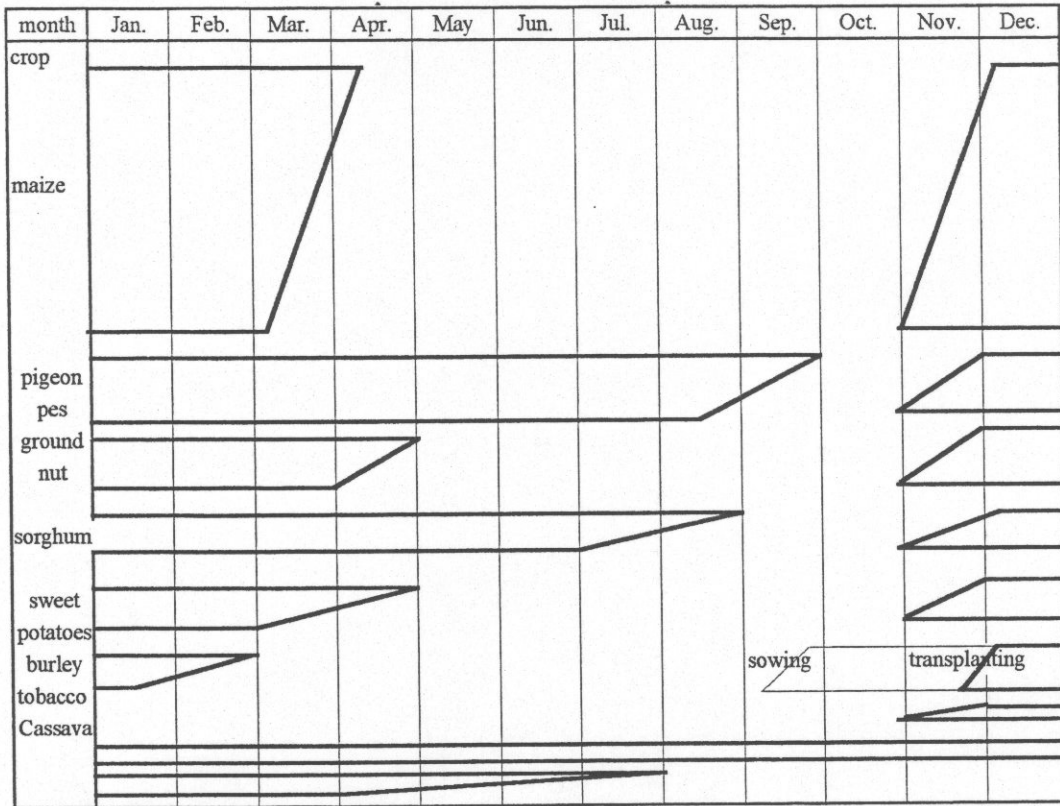 month Jan. Feb. Mar. Apr. May Jun. Jul. Aug. Sep. Oct. Nov. Dec.
crop
maize
pigeon
pes
ground
nut
sorghum
sweet
potatoes
burley sowing transplanting
tobacco
Cassava